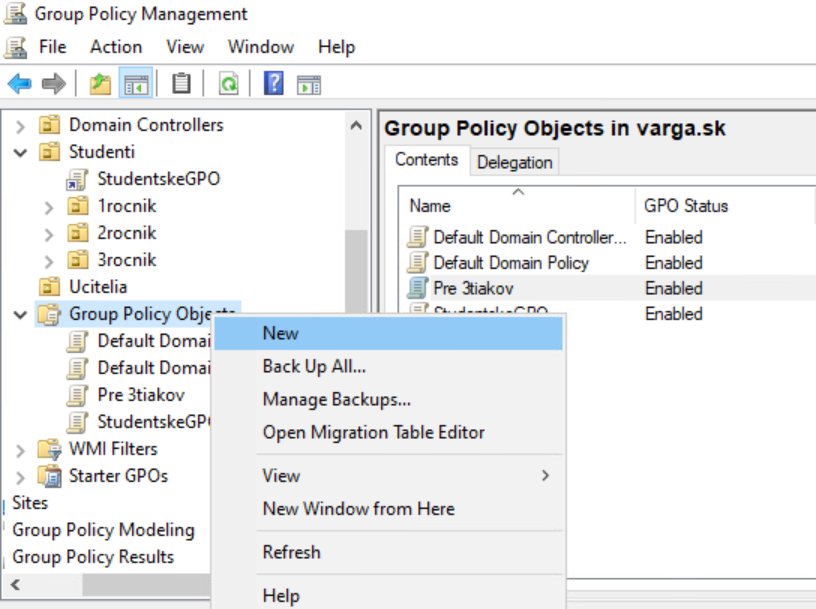 Group Policy Management
File Action View Window Help
Domain Controllers
Studenti
StudentskeGPO
1rocnik
2rocnik
3rocnik
Ucitelia
Group Policy Objects
Default Domai
Default Domai
Pre 3tiakov
StudentskeGP
WMI Filters
Starter GPOs
Sites
Group Policy Modeling
Group Policy Results
Group Policy Objects in varga.sk
Contents Delegation
Name GPO Status
Default Domain Controller... Enabled
Default Domain Policy Enabled
Pre 3tiakov Enabled
StudentskeGPO Enabled
New
Back Up All...
Manage Backups...
Open Migration Table Editor
View
New Window from Here
Refresh
Help